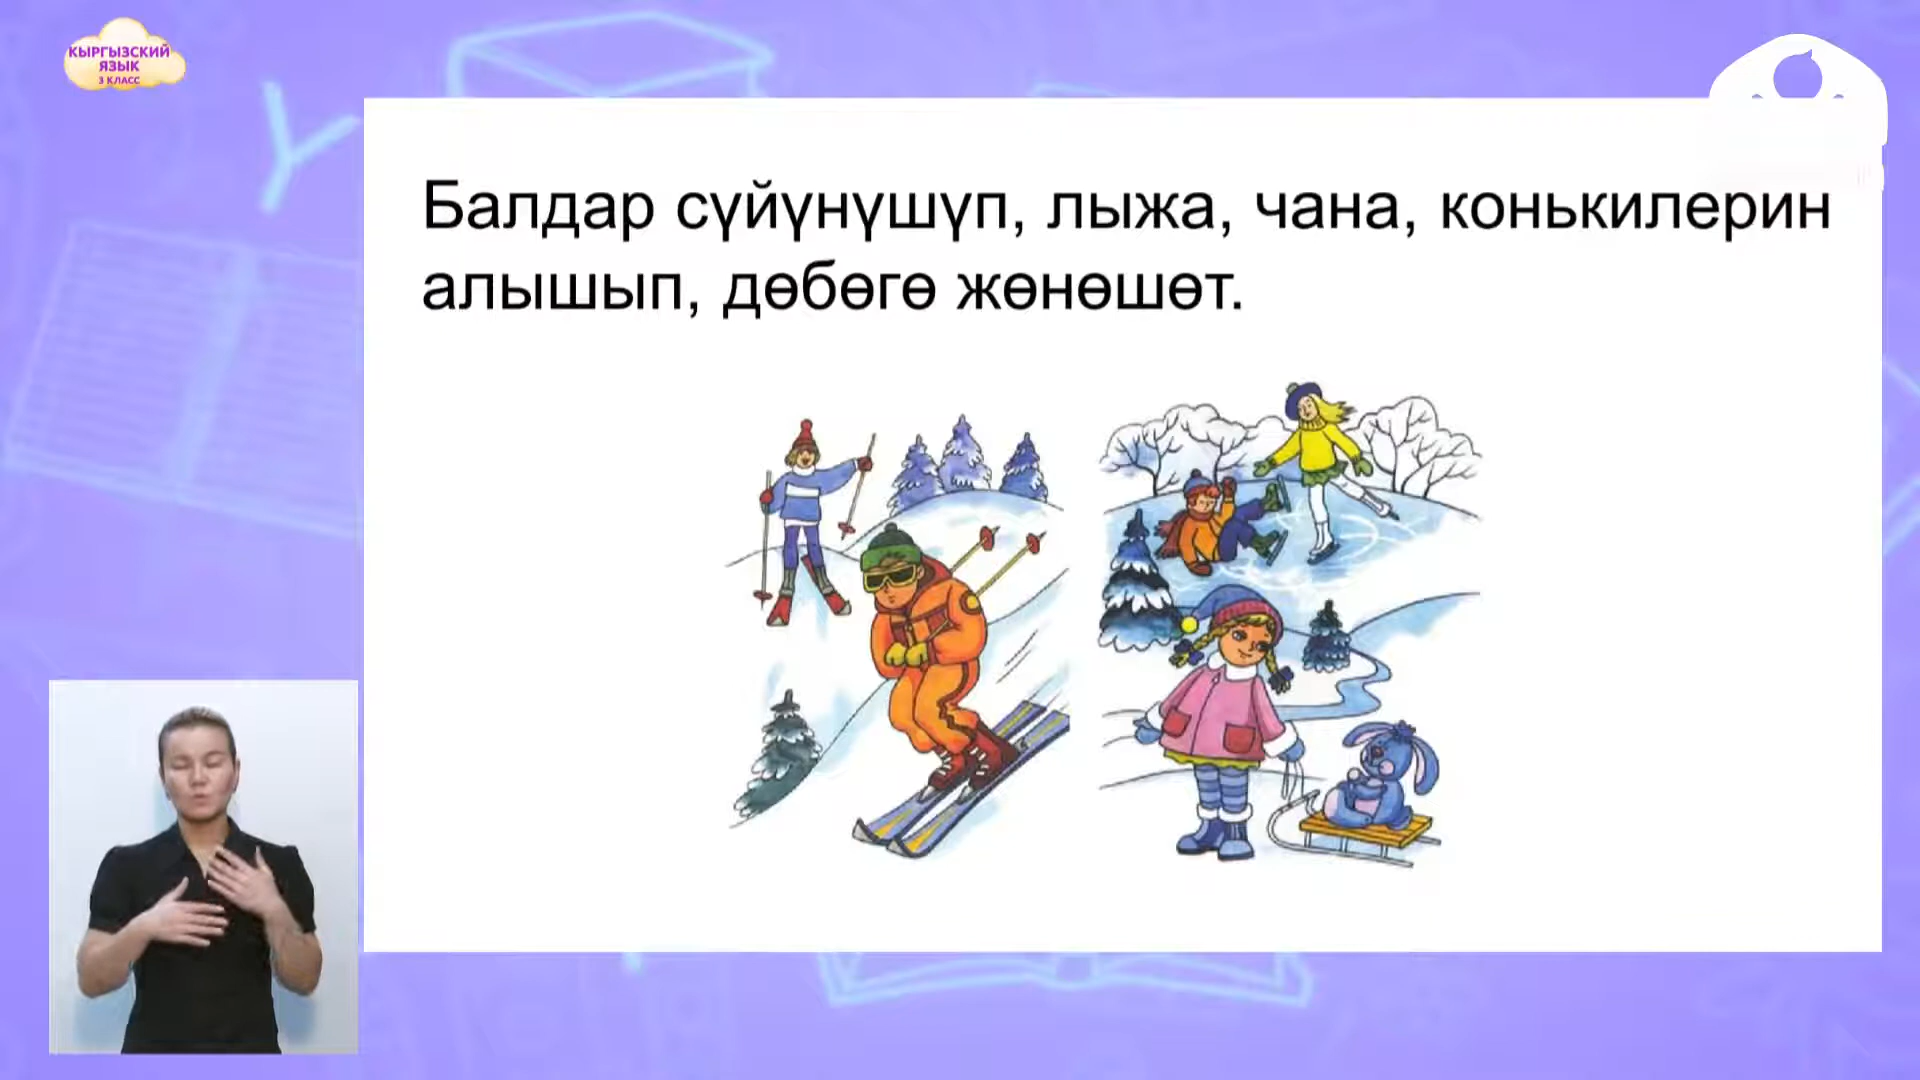 КЫРГЫЗСКИЙ
ЯЗЫК
3 КЛАСС
Балдар сүйүнүшүп, лыжа, чана, конькилерин
алышып, дөбөгө жөнөшөт.